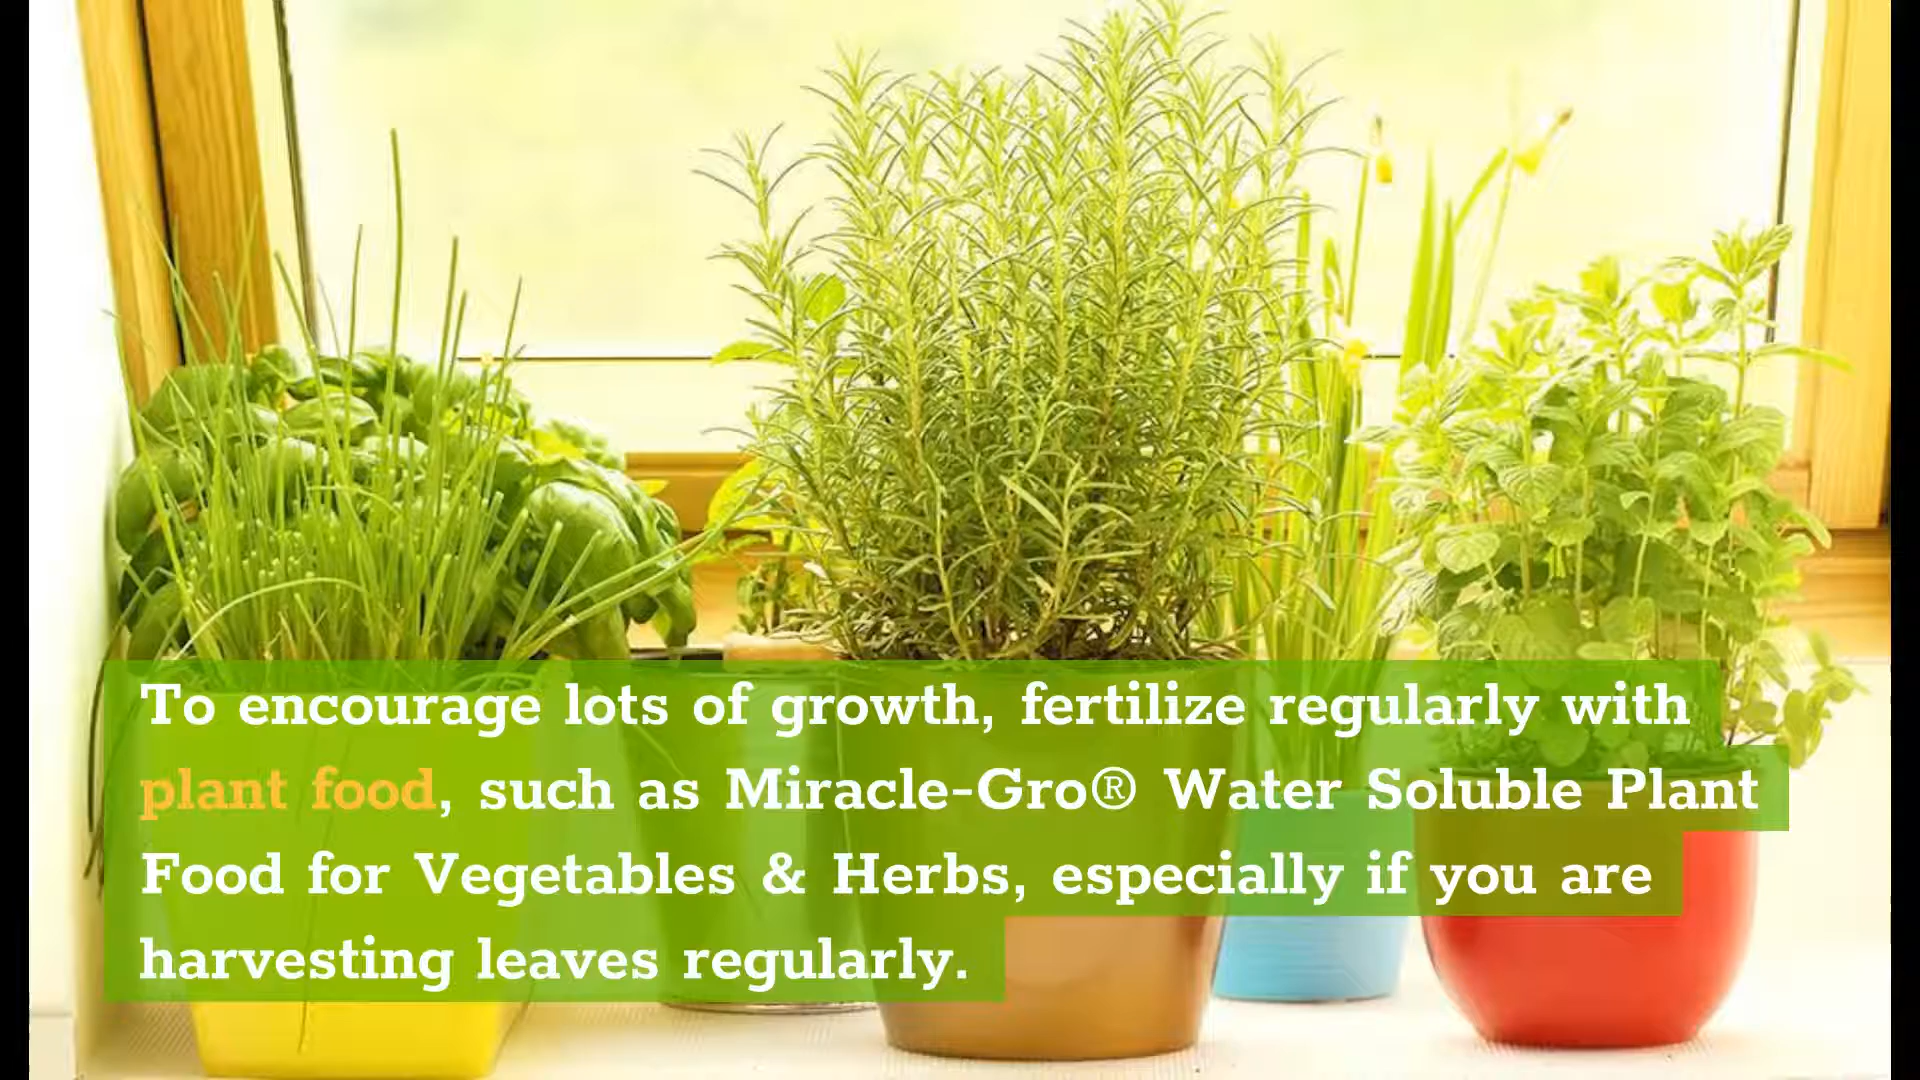 To encourage lots of growth, fertilize regularly with
plant food, such as Miracle-Gro® Water Soluble Plant
Food for Vegetables & Herbs, especially if you are
harvesting leaves regularly.